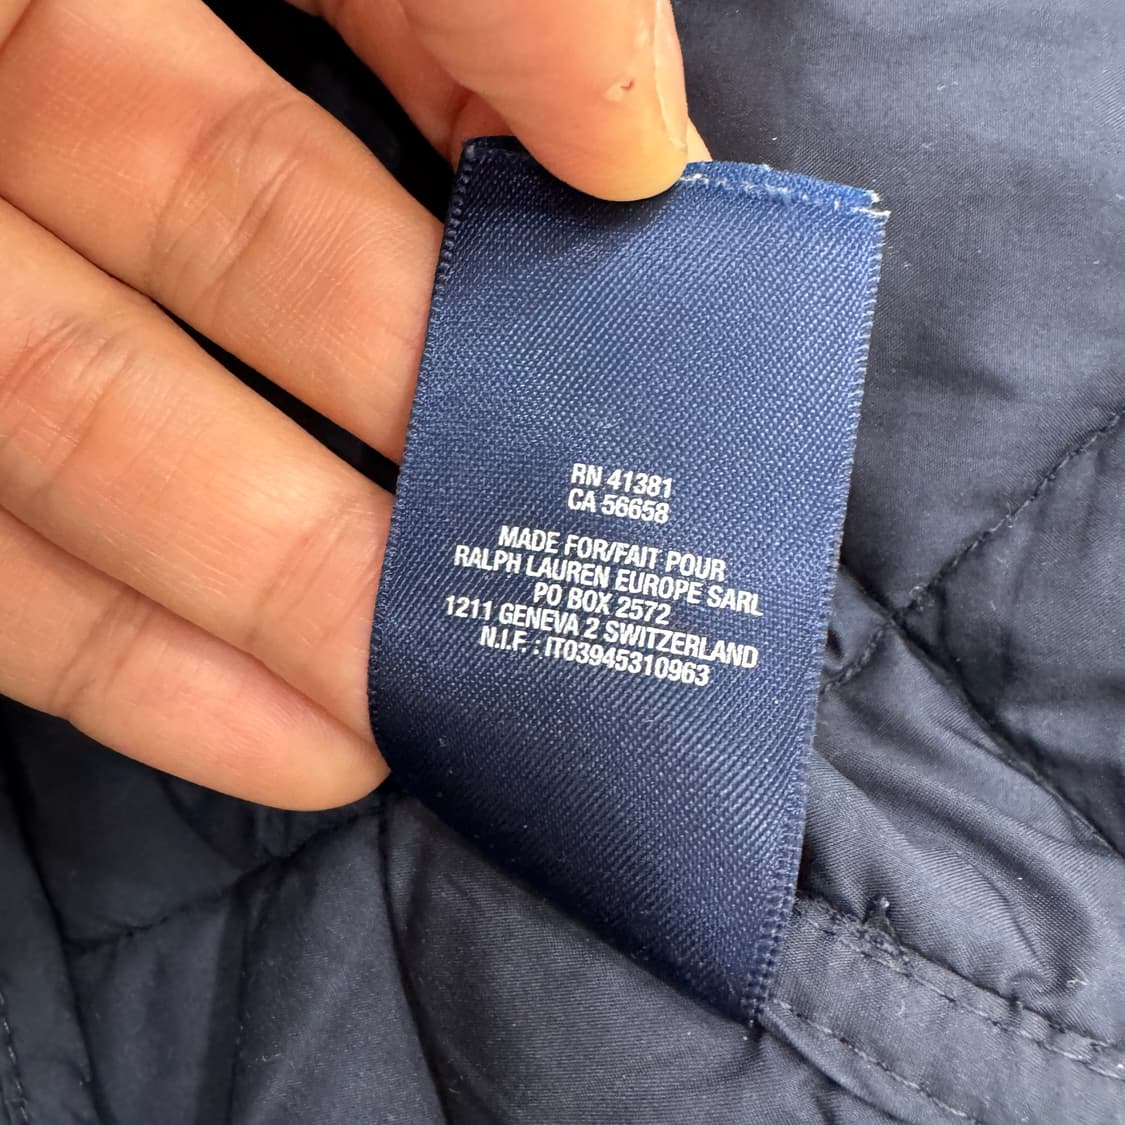 RN 41381
CA 56658
MADE FOR/FAIT POUR
RALPH LAUREN EUROPE SARL
PO BOX 2572
1211 GENEVA 2 SWITZERLAND
N.I.F. : IT03945310963